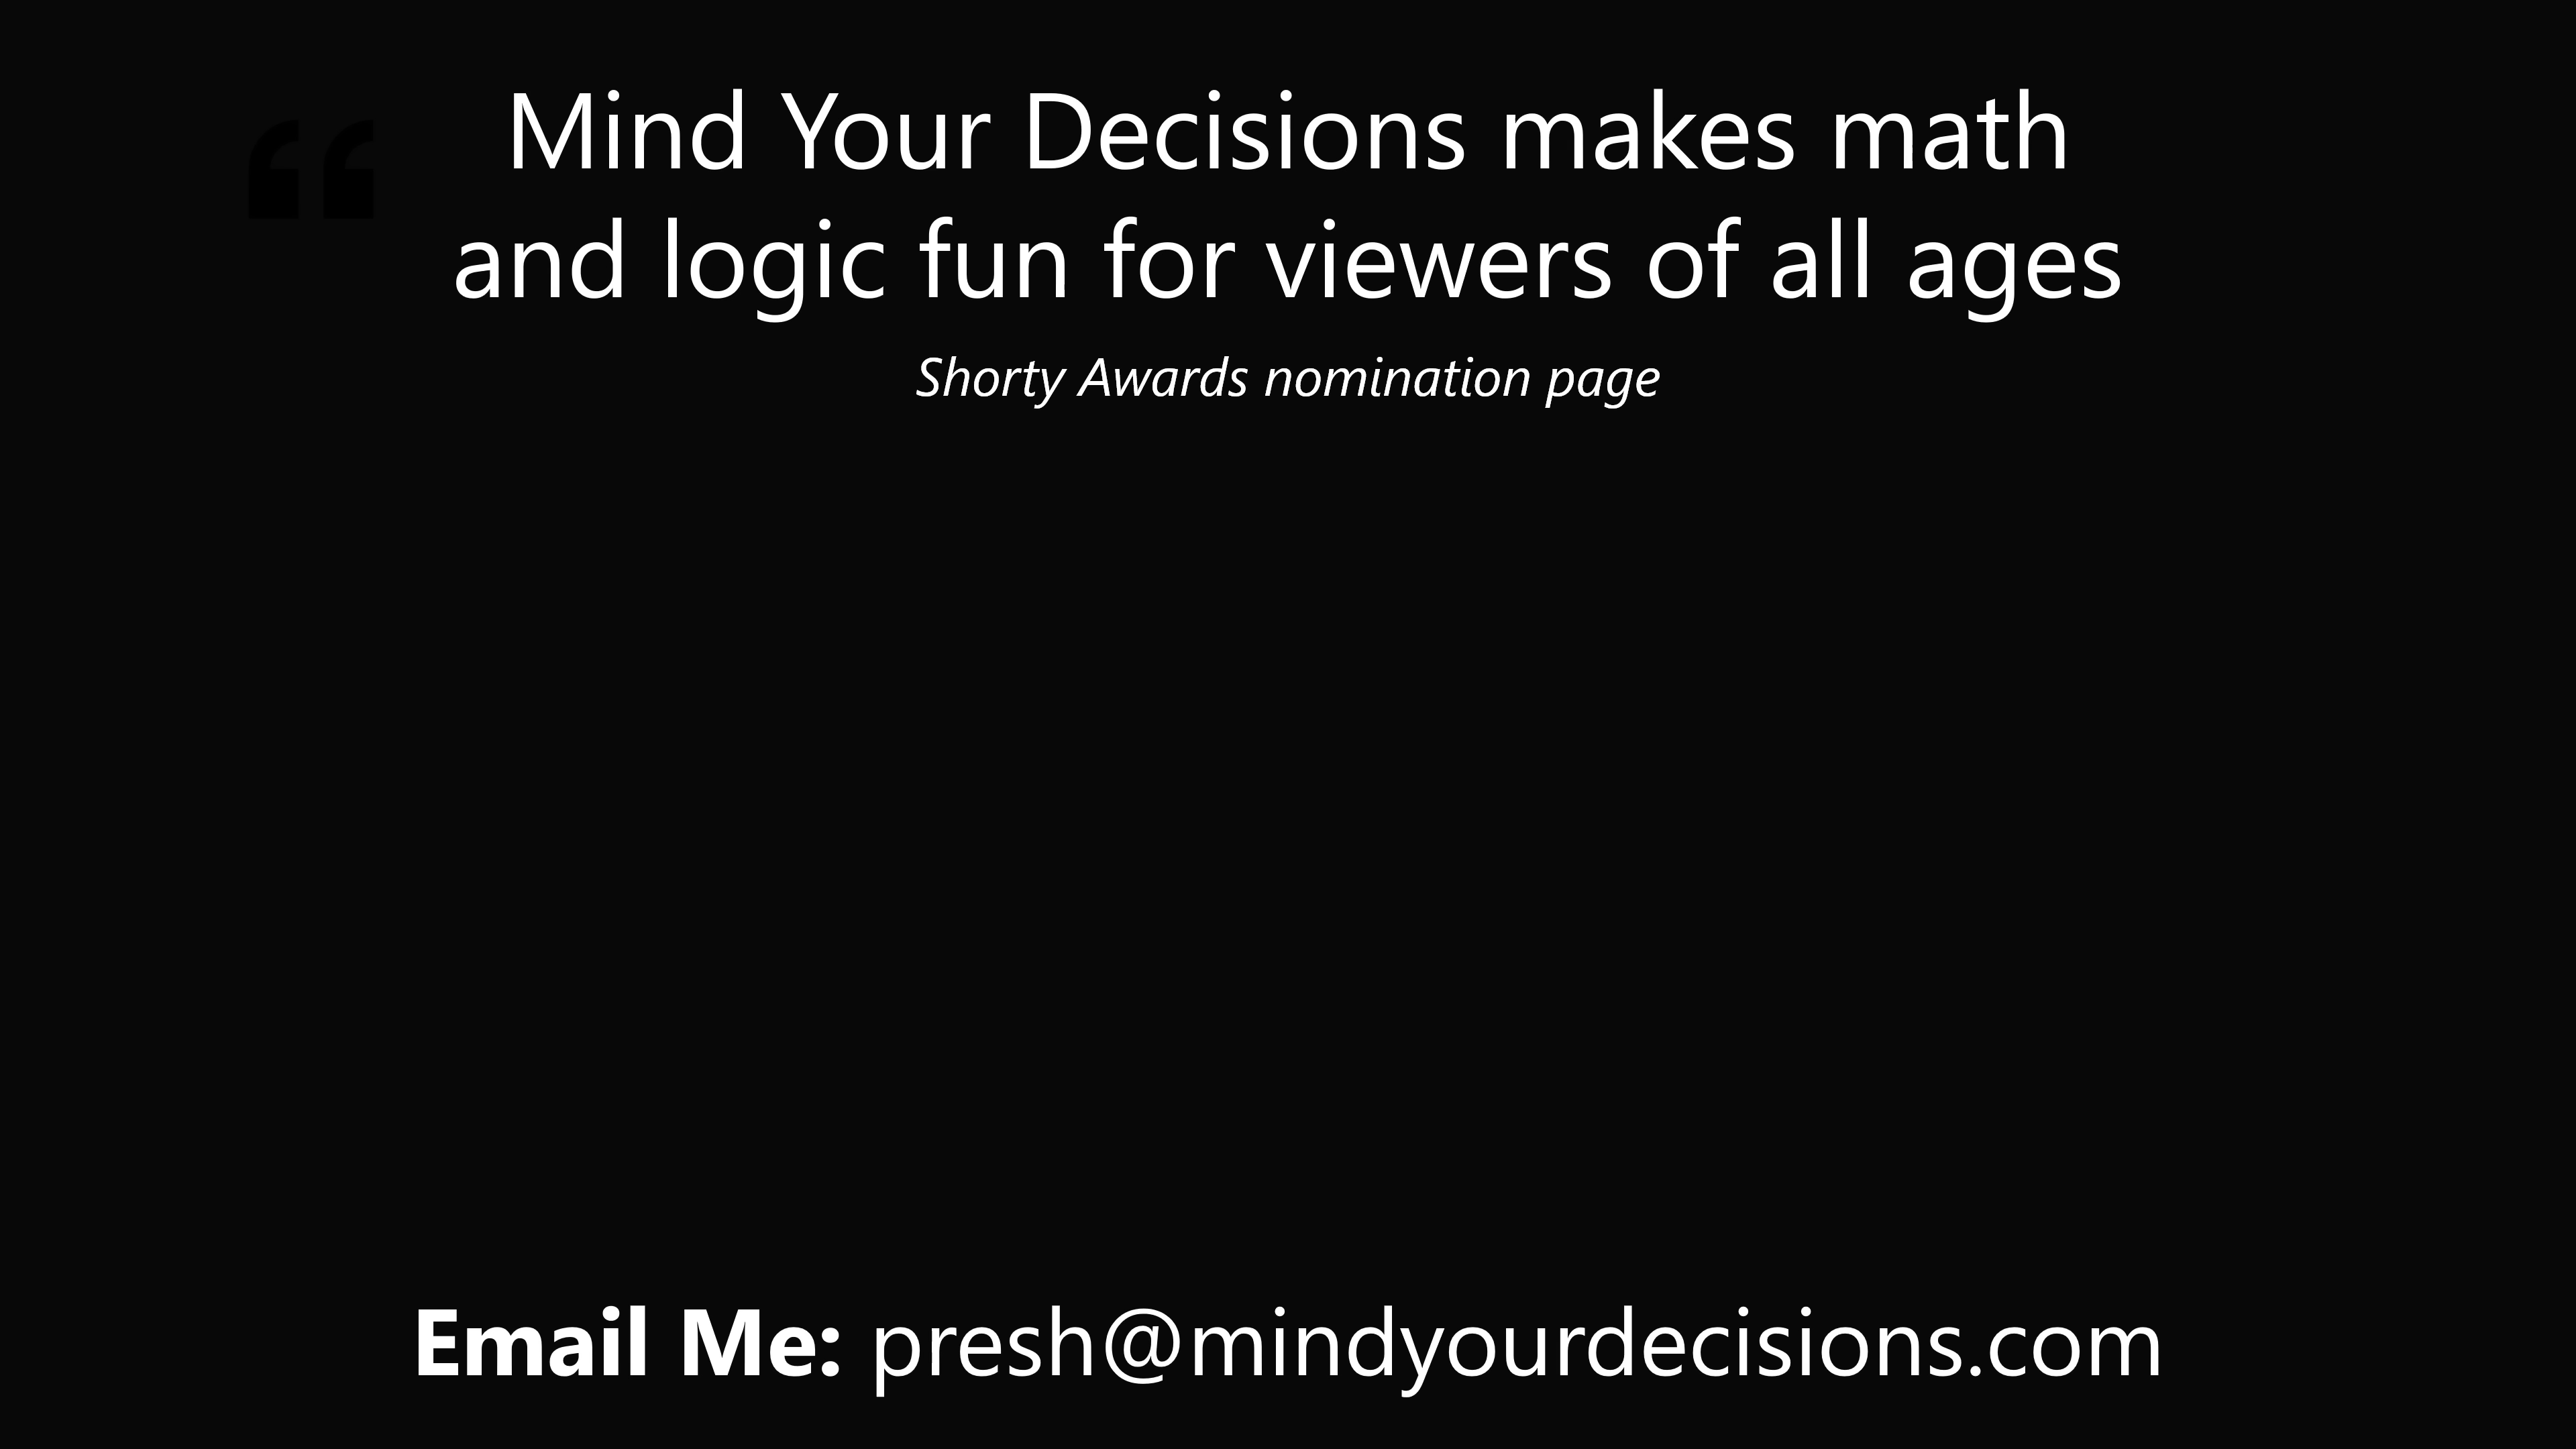 “ Mind Your Decisions makes math
and logic fun for viewers of all ages
Shorty Awards nomination page
Email Me: presh@mindyourdecisions.com